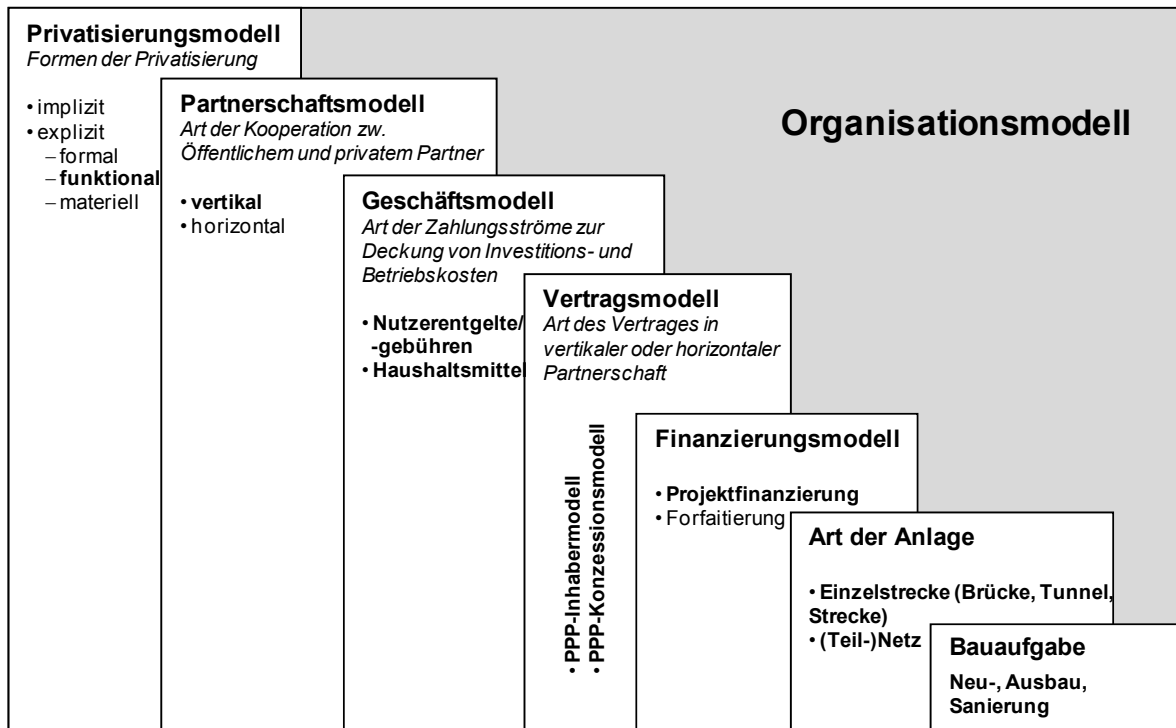 Privatisierungsmodell
Formen der Privatisierung
• implizit
• explizit
– formal
– funktional
– materiell
Partnerschaftsmodell
Art der Kooperation zw.
Öffentlichem und privatem Partner
• vertikal
• horizontal
Organisationsmodell
Geschäftsmodell
Art der Zahlungsströme zur
Deckung von Investitions- und
Betriebskosten
• Nutzerentgelte/
-gebühren
• Haushaltsmittel
Vertragsmodell
Art des Vertrages in
vertikaler oder horizontaler
Partnerschaft
• PPP-Inhabermodell
• PPP-Konzessionsmodell
Finanzierungsmodell
• Projektfinanzierung
• Forfaitierung
Art der Anlage
• Einzelstrecke (Brücke, Tunnel,
Strecke)
• (Teil-)Netz
Bauaufgabe
Neu-, Ausbau,
Sanierung